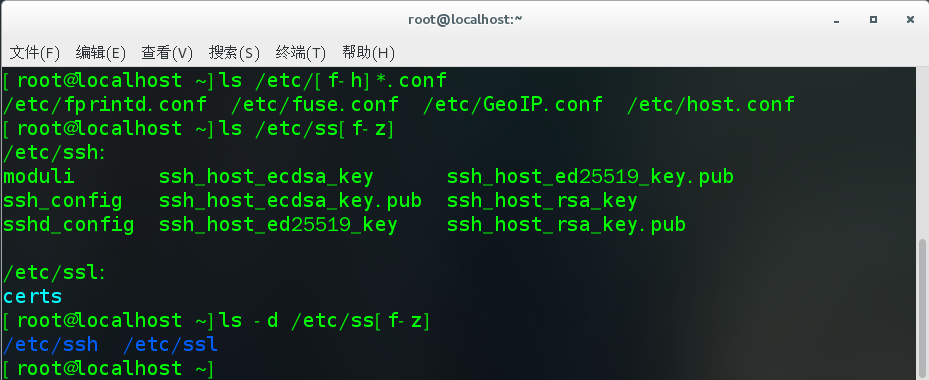 root@localhost:~
文件(F) 编辑(E) 查看(V) 搜索(S) 终端(T) 帮助(H)
[root@localhost ~]ls /etc/[f-h]*.conf
/etc/fprintd.conf  /etc/fuse.conf  /etc/GeoIP.conf  /etc/host.conf
[root@localhost ~]ls /etc/ss[f-z]
/etc/ssh:
moduli       ssh_host_ecdsa_key      ssh_host_ed25519_key.pub
ssh_config   ssh_host_ecdsa_key.pub  ssh_host_rsa_key
sshd_config  ssh_host_ed25519_key    ssh_host_rsa_key.pub

/etc/ssl:
certs
[root@localhost ~]ls -d /etc/ss[f-z]
/etc/ssh  /etc/ssl
[root@localhost ~]